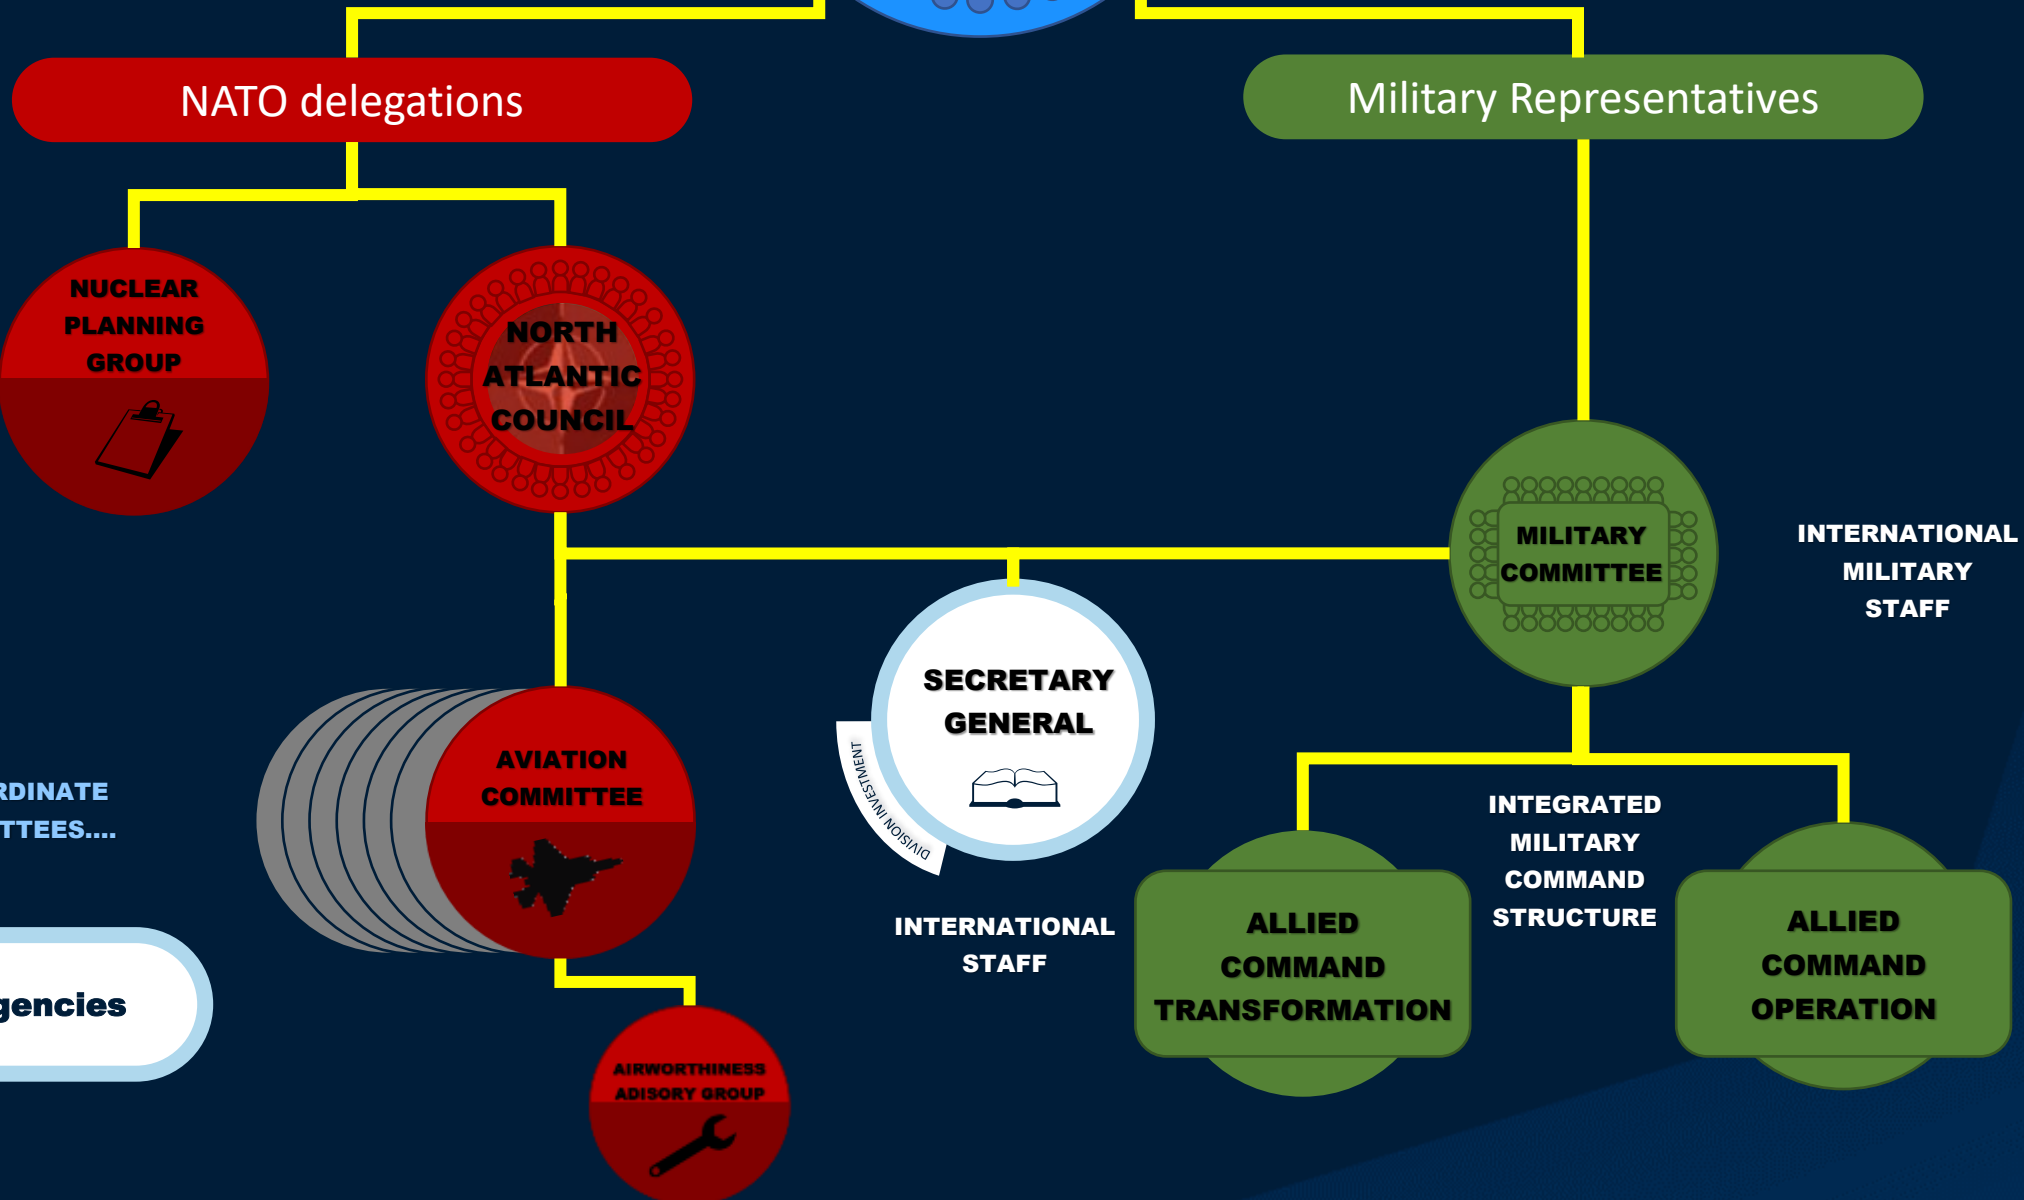 NATO delegations
Military Representatives
NUCLEAR
PLANNING
GROUP
NORTH
ATLANTIC
COUNCIL
MILITARY
COMMITTEE
INTERNATIONAL
MILITARY
STAFF
SECRETARY
GENERAL
DIVISION INVESTMENT
AVIATION
COMMITTEE
RDINATE
TTEES....
INTEGRATED
MILITARY
COMMAND
STRUCTURE
INTERNATIONAL
STAFF
ALLIED
COMMAND
TRANSFORMATION
ALLIED
COMMAND
OPERATION
gencies
AIRWORTHINESS
ADISORY GROUP